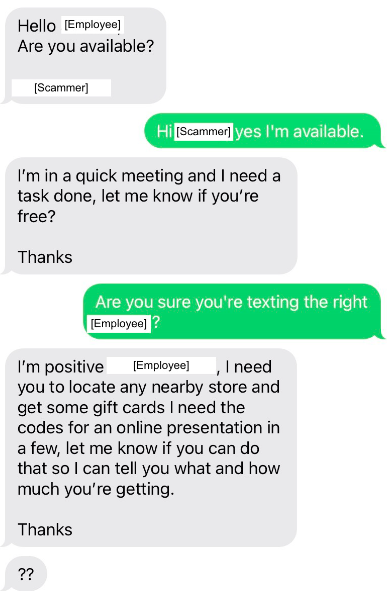 Hello [Employee],
Are you available?
[Scammer]
Hi [Scammer] yes I'm available.
I'm in a quick meeting and I need a
task done, let me know if you're
free?
Thanks
Are you sure you're texting the right
[Employee] ?
I'm positive [Employee] , I need
you to locate any nearby store and
get some gift cards I need the
codes for an online presentation in
a few, let me know if you can do
that so I can tell you what and how
much you're getting.
Thanks
??